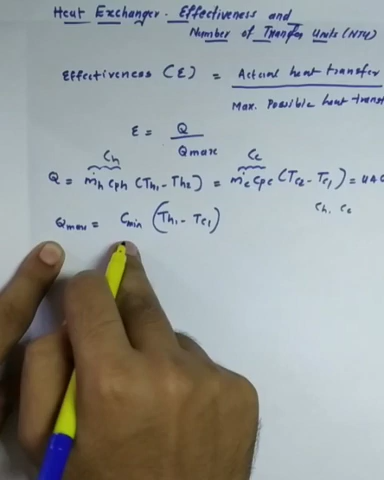 Heat Exchanger - Effectiveness and
Number of Transfer Units (NTU)
Effectiveness (ε) = Actual heat transfer
Max. Possible heat transf
ε = Q / Qmax
Ch Cc
Q = ṁh Cph (Th1 - Th2) = ṁc Cpc (Tc2 - Tc1) = UA
Ch, Cc
Qmax = Cmin (Th1 - Tc1)